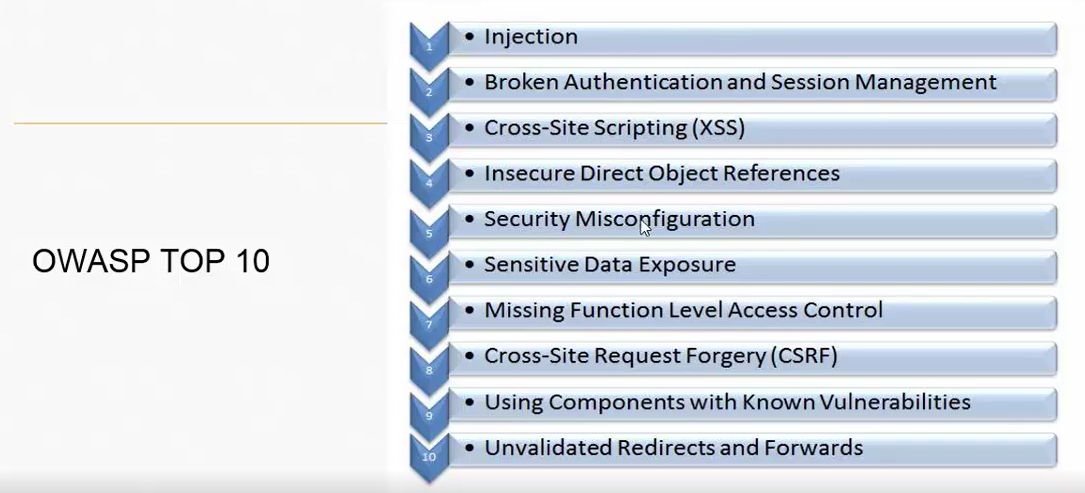 OWASP TOP 10
1
• Injection
2
• Broken Authentication and Session Management
3
• Cross-Site Scripting (XSS)
4
• Insecure Direct Object References
5
• Security Misconfiguration
6
• Sensitive Data Exposure
7
• Missing Function Level Access Control
8
• Cross-Site Request Forgery (CSRF)
9
• Using Components with Known Vulnerabilities
10
• Unvalidated Redirects and Forwards